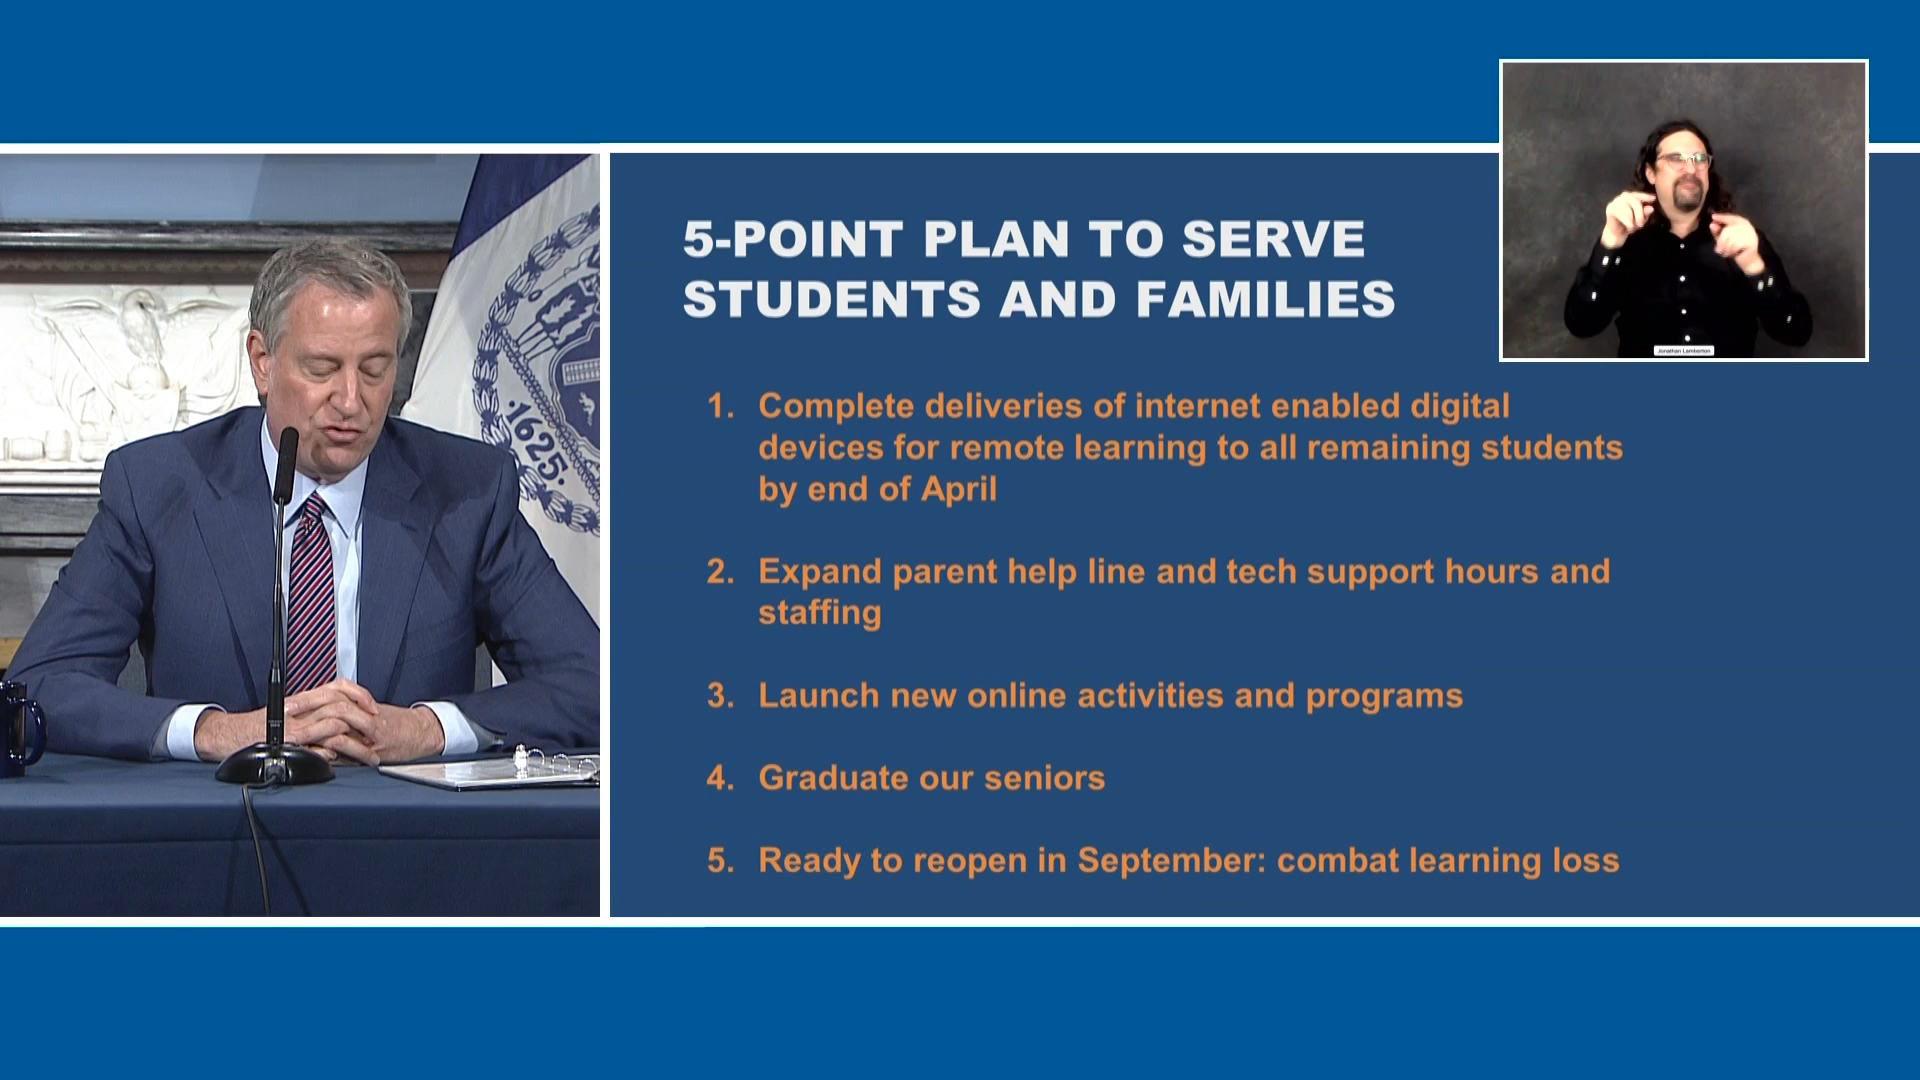 5-POINT PLAN TO SERVE
STUDENTS AND FAMILIES
1. Complete deliveries of internet enabled digital
devices for remote learning to all remaining students
by end of April
2. Expand parent help line and tech support hours and
staffing
3. Launch new online activities and programs
4. Graduate our seniors
5. Ready to reopen in September: combat learning loss
·1625·
Jonathan Lamberton